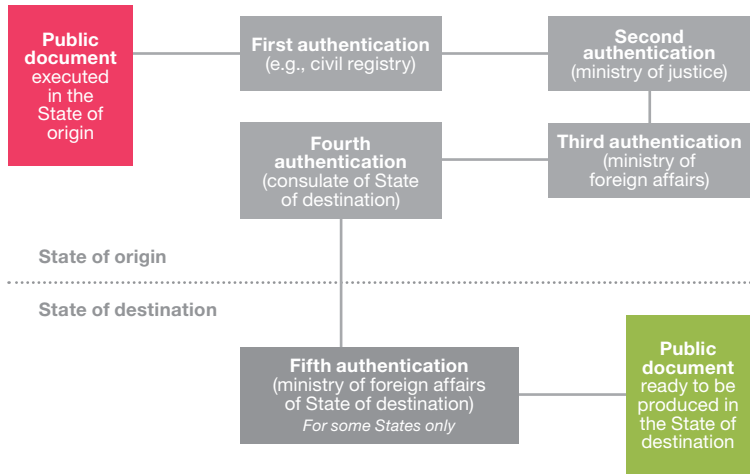 Public
document
executed
in the
State of
origin
First authentication
(e.g., civil registry)
Second
authentication
(ministry of justice)
Third authentication
(ministry of
foreign affairs)
Fourth
authentication
(consulate of State
of destination)
State of origin
State of destination
Fifth authentication
(ministry of foreign affairs
of State of destination)
For some States only
Public
document
ready to be
produced in
the State of
destination